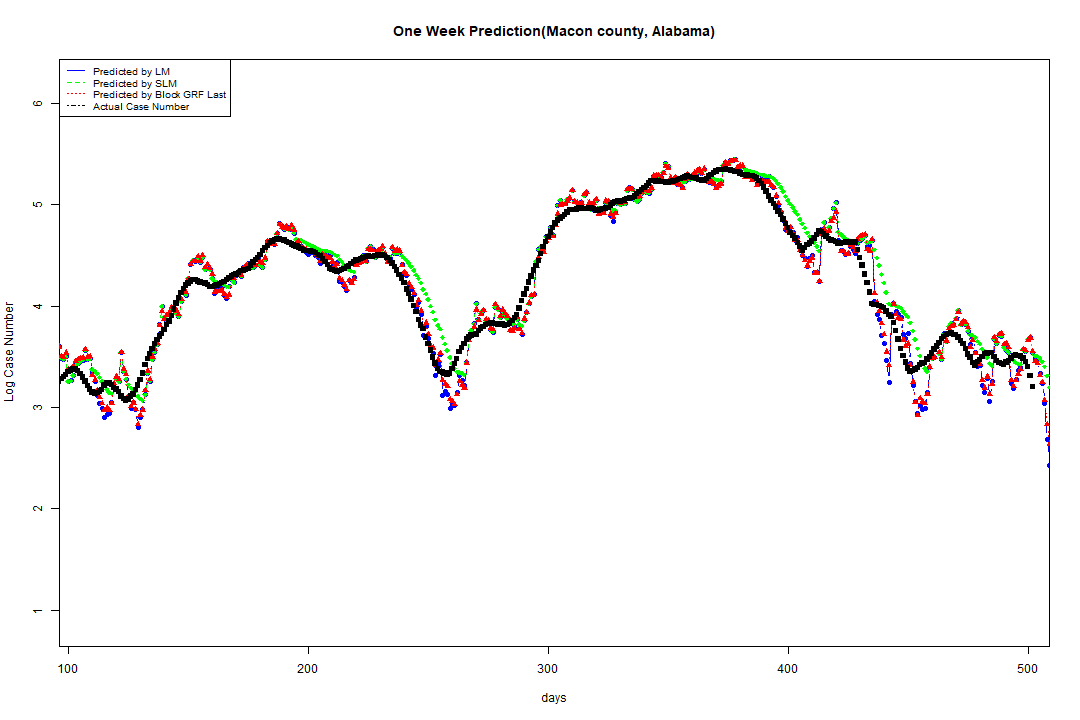 One Week Prediction(Macon county, Alabama)
Predicted by LM
Predicted by SLM
Predicted by Block GRF Last
Actual Case Number
6
5
4
3
2
1
Log Case Number
100 200 300 400 500
days